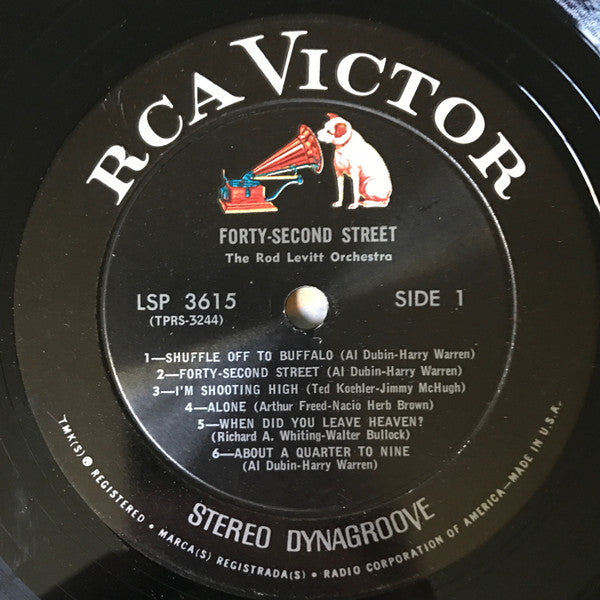 RCA VICTOR
FORTY-SECOND STREET
The Rod Levitt Orchestra
LSP 3615
(TPRS-3244)
SIDE 1
1—SHUFFLE OFF TO BUFFALO (Al Dubin-Harry Warren)
2—FORTY-SECOND STREET (Al Dubin-Harry Warren)
3—I'M SHOOTING HIGH (Ted Koehler-Jimmy McHugh)
4—ALONE (Arthur Freed-Nacio Herb Brown)
5—WHEN DID YOU LEAVE HEAVEN?
(Richard A. Whiting-Walter Bullock)
6—ABOUT A QUARTER TO NINE
(Al Dubin-Harry Warren)
STEREO DYNAGROOVE
TMK(S) ® REGISTERED • MARCA(S) REGISTRADA(S) • RADIO CORPORATION OF AMERICA—MADE IN U.S.A.